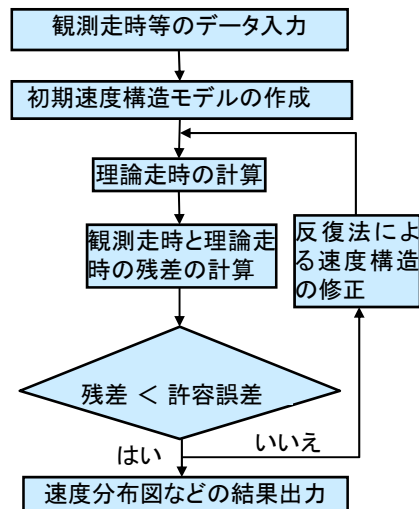 観測走時等のデータ入力
初期速度構造モデルの作成
理論走時の計算
観測走時と理論走
時の残差の計算
反復法によ
る速度構造
の修正
残差 < 許容誤差
はい
いいえ
速度分布図などの結果出力